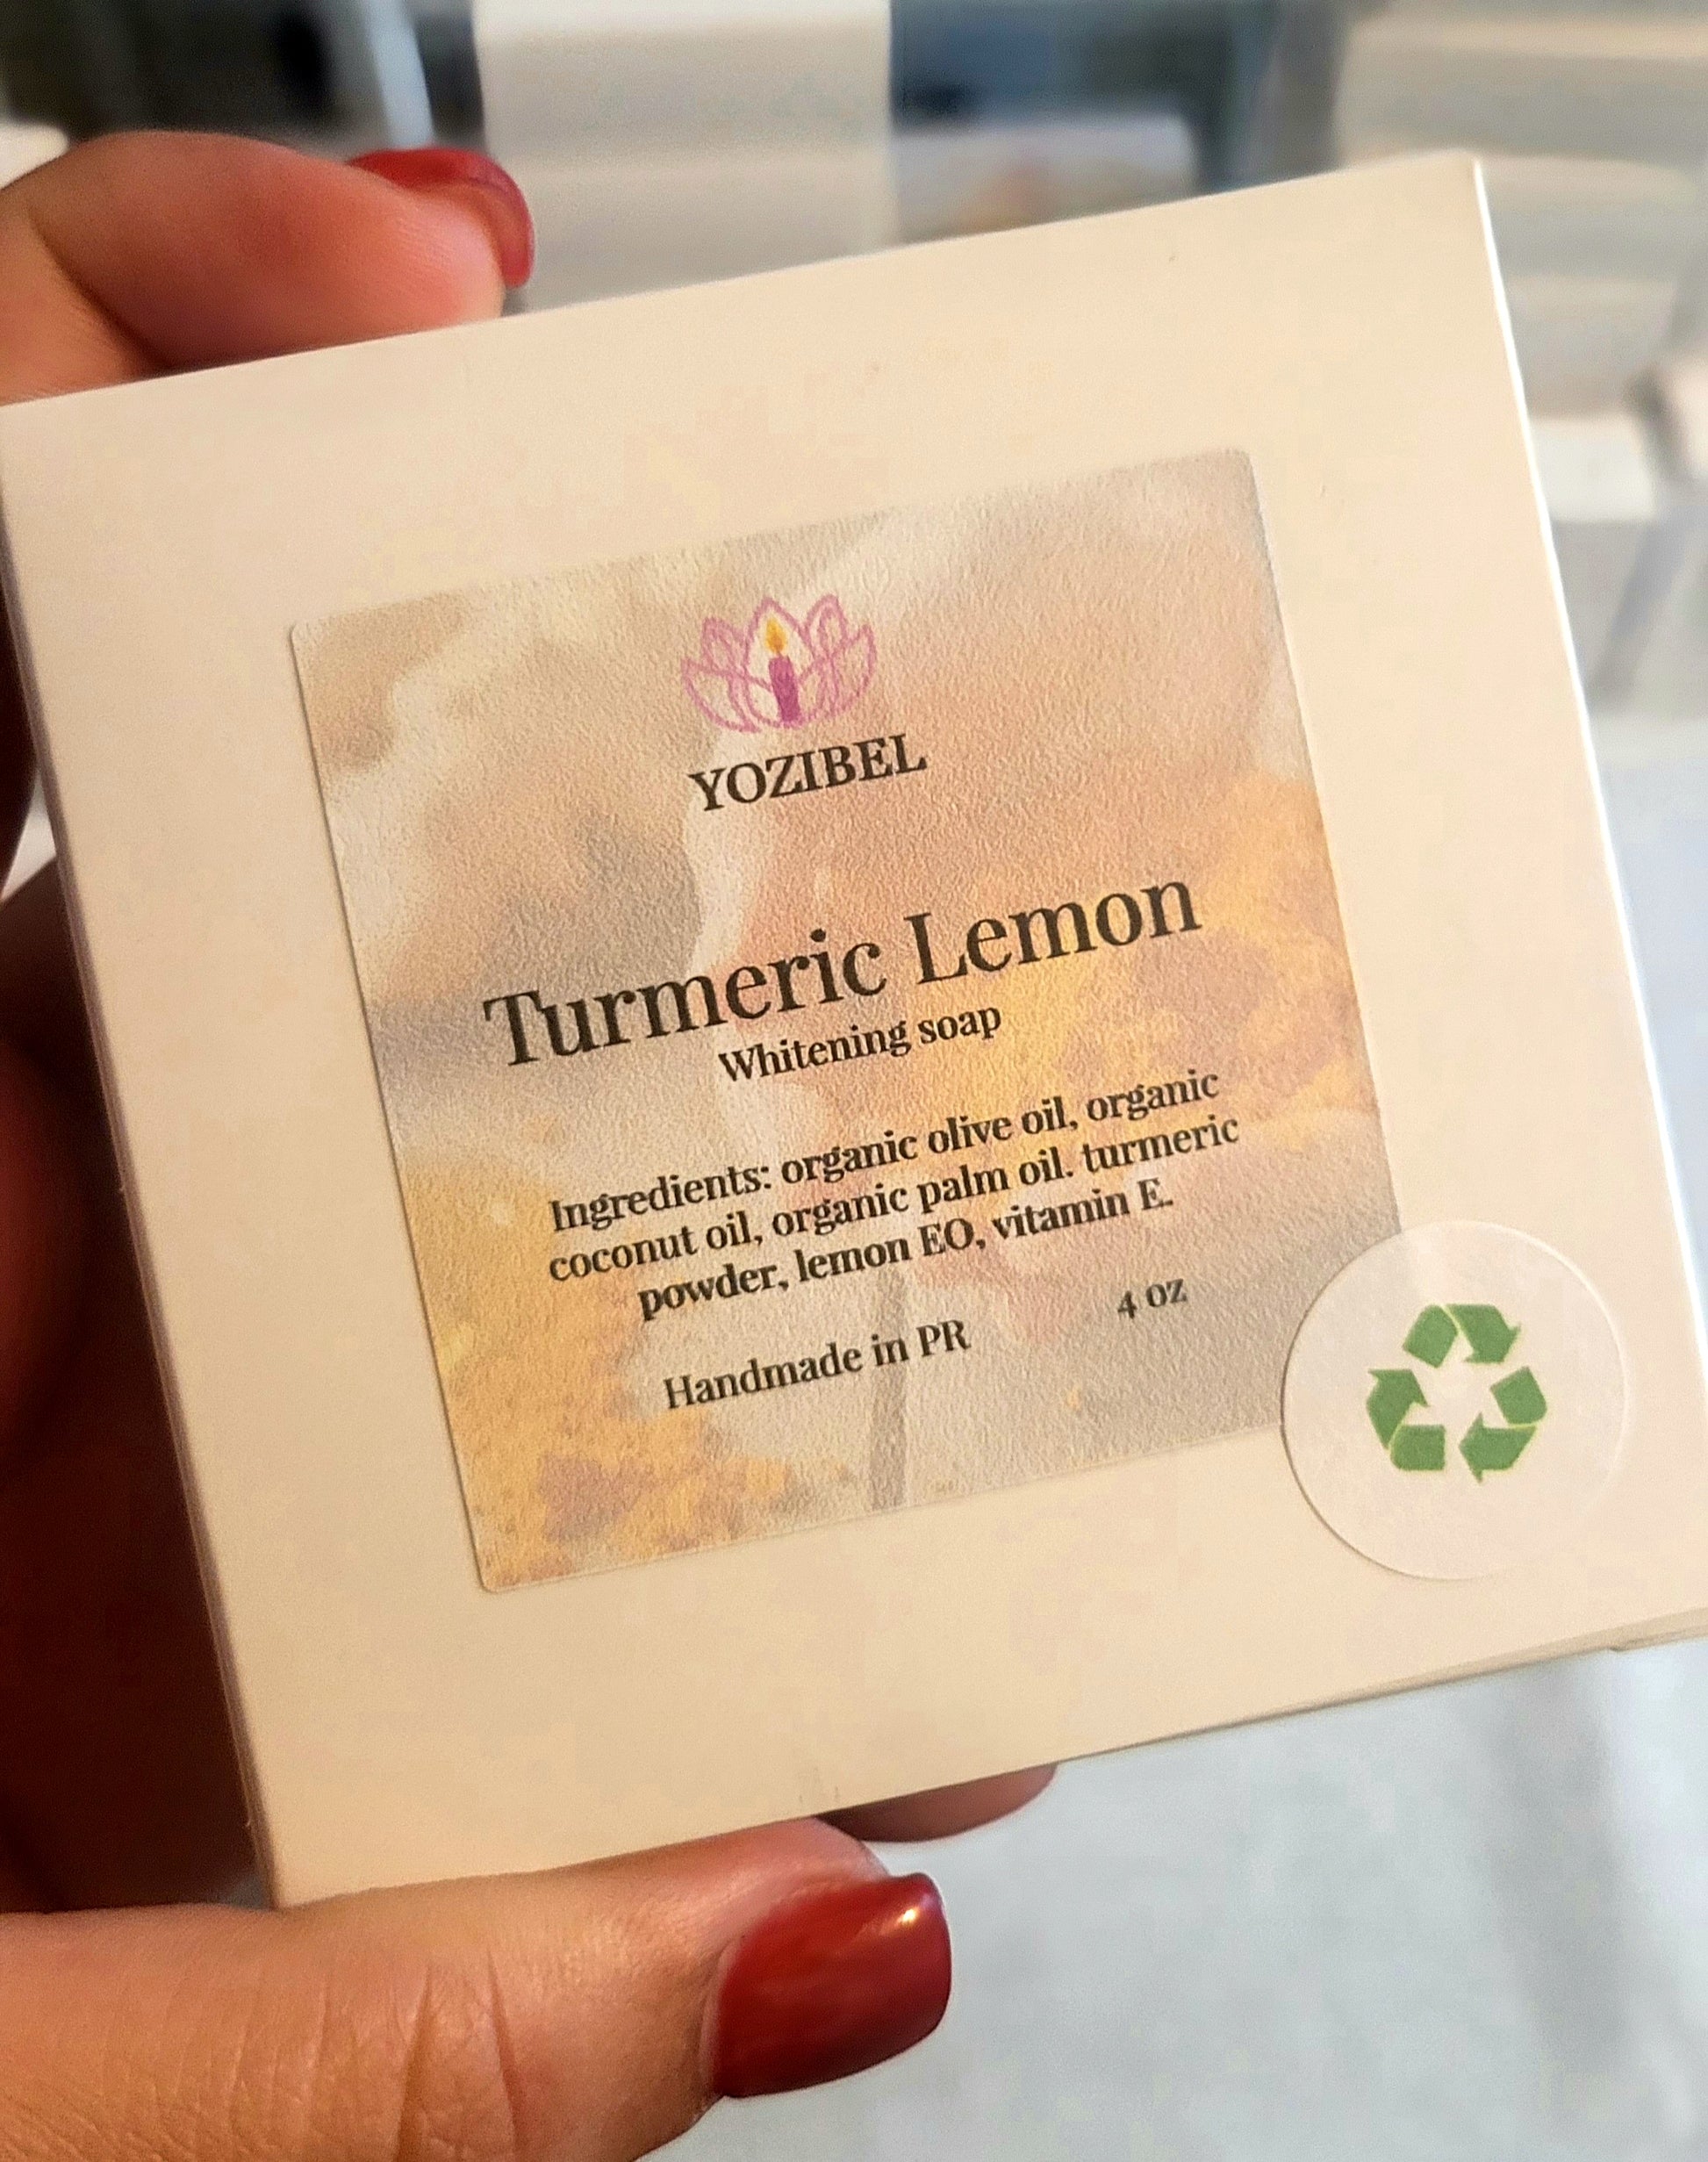 YOZIBEL
Turmeric Lemon
Whitening soap
Ingredients: organic olive oil, organic
coconut oil, organic palm oil. turmeric
powder, lemon EO, vitamin E.
Handmade in PR 4 oz